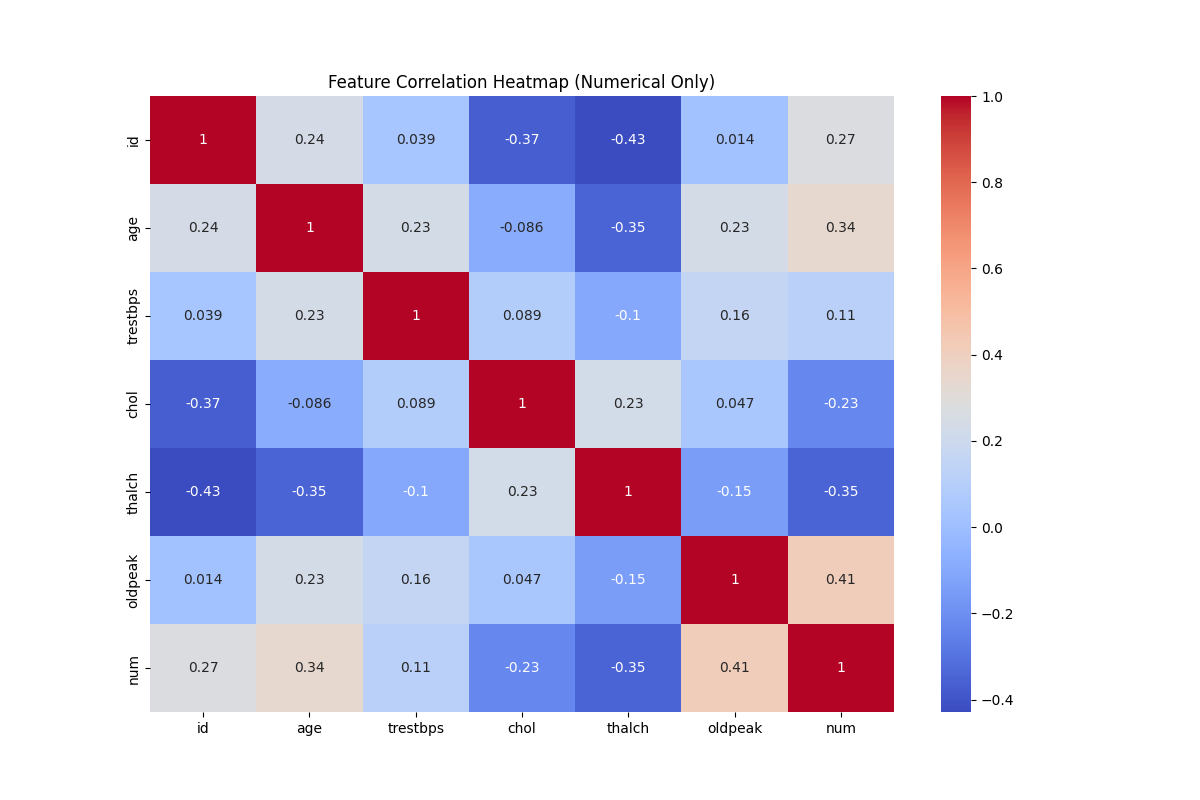 Feature Correlation Heatmap (Numerical Only)
id 1 0.24 0.039 -0.37 -0.43 0.014 0.27
age 0.24 1 0.23 -0.086 -0.35 0.23 0.34
trestbps 0.039 0.23 1 0.089 -0.1 0.16 0.11
chol -0.37 -0.086 0.089 1 0.23 0.047 -0.23
thalch -0.43 -0.35 -0.1 0.23 1 -0.15 -0.35
oldpeak 0.014 0.23 0.16 0.047 -0.15 1 0.41
num 0.27 0.34 0.11 -0.23 -0.35 0.41 1
id age trestbps chol thalch oldpeak num
1.0
0.8
0.6
0.4
0.2
0.0
−0.2
−0.4